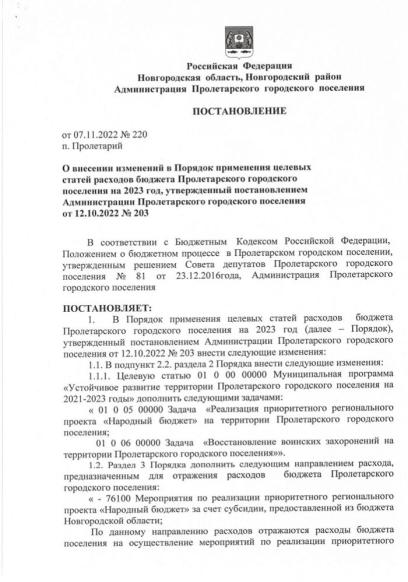 Российская Федерация
Новгородская область, Новгородский район
Администрация Пролетарского городского поселения
ПОСТАНОВЛЕНИЕ
от 07.11.2022 № 220
п. Пролетарий
О внесении изменений в Порядок применения целевых
статей расходов бюджета Пролетарского городского
поселения на 2023 год, утвержденный постановлением
Администрации Пролетарского городского поселения
от 12.10.2022 № 203
В соответствии с Бюджетным Кодексом Российской Федерации,
Положением о бюджетном процессе в Пролетарском городском поселении,
утвержденным решением Совета депутатов Пролетарского городского
поселения № 81 от 23.12.2016года, Администрация Пролетарского
городского поселения
ПОСТАНОВЛЯЕТ:
1. В Порядок применения целевых статей расходов бюджета
Пролетарского городского поселения на 2023 год (далее – Порядок),
утвержденный постановлением Администрации Пролетарского городского
поселения от 12.10.2022 № 203 внести следующие изменения:
1.1. В подпункт 2.2. раздела 2 Порядка внести следующие изменения:
1.1.1. Целевую статью 01 0 00 00000 Муниципальная программа
«Устойчивое развитие территории Пролетарского городского поселения на
2021-2023 годы» дополнить следующими задачами:
« 01 0 05 00000 Задача «Реализация приоритетного регионального
проекта «Народный бюджет» на территории Пролетарского городского
поселения;
01 0 06 00000 Задача «Восстановление воинских захоронений на
территории Пролетарского городского поселения»».
1.2. Раздел 3 Порядка дополнить следующим направлением расхода,
предназначенным для отражения расходов бюджета Пролетарского
городского поселения:
« - 76100 Мероприятия по реализации приоритетного регионального
проекта «Народный бюджет» за счет субсидии, предоставленной из бюджета
Новгородской области;
По данному направлению расходов отражаются расходы бюджета
поселения на осуществление мероприятий по реализации приоритетного